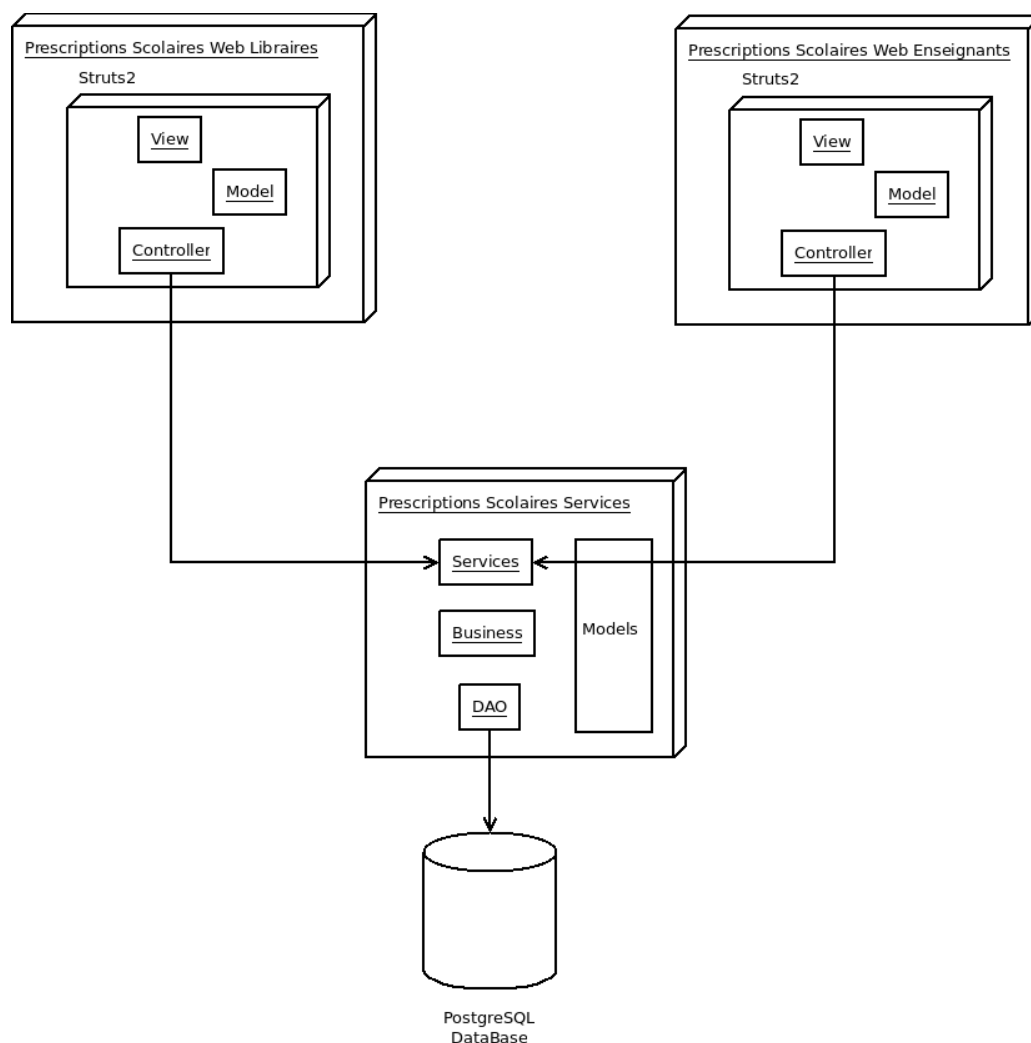 Prescriptions Scolaires Web Libraires
Struts2
View
Model
Controller
Prescriptions Scolaires Web Enseignants
Struts2
View
Model
Controller
Prescriptions Scolaires Services
Services
Business
Models
DAO
PostgreSQL
DataBase